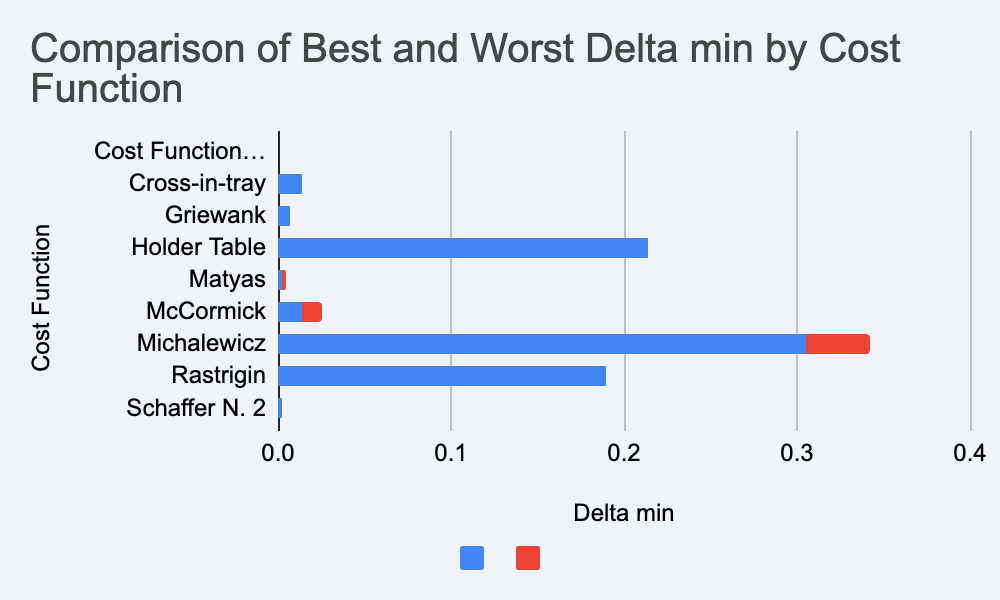 Comparison of Best and Worst Delta min by Cost
Function
Cost Function
Cost Function…
Cross-in-tray
Griewank
Holder Table
Matyas
McCormick
Michalewicz
Rastrigin
Schaffer N. 2
0.0 0.1 0.2 0.3 0.4
Delta min